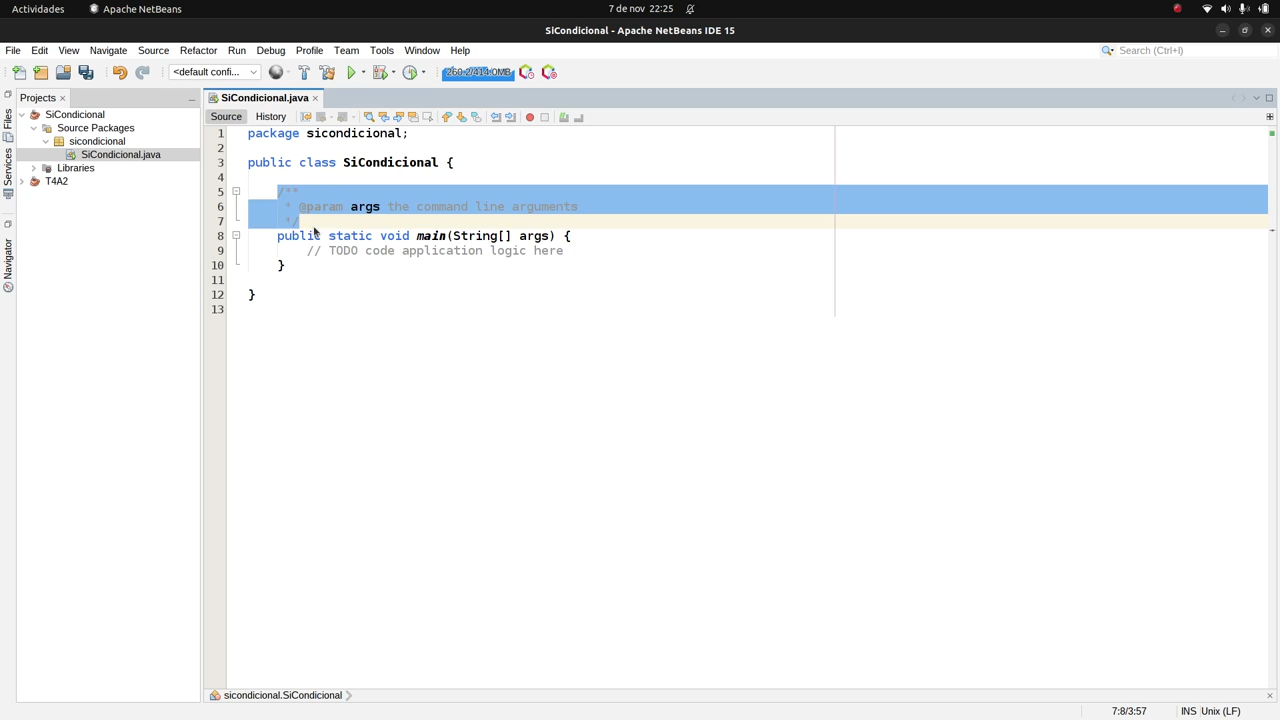 Actividades
Apache NetBeans
7 de nov 22:25
SiCondicional - Apache NetBeans IDE 15
File Edit View Navigate Source Refactor Run Debug Profile Team Tools Window Help
Search (Ctrl+I)
<default confi...
260.2/414.0MB
Projects
SiCondicional
Source Packages
sicondicional
SiCondicional.java
Libraries
T4A2
Files
Services
Navigator
SiCondicional.java
Source History
1 package sicondicional;
2
3 public class SiCondicional {
4
5 /**
6 * @param args the command line arguments
7 */
8 public static void main(String[] args) {
9 // TODO code application logic here
10 }
11
12 }
13
sicondicional.SiCondicional
7:8/3:57 INS Unix (LF)